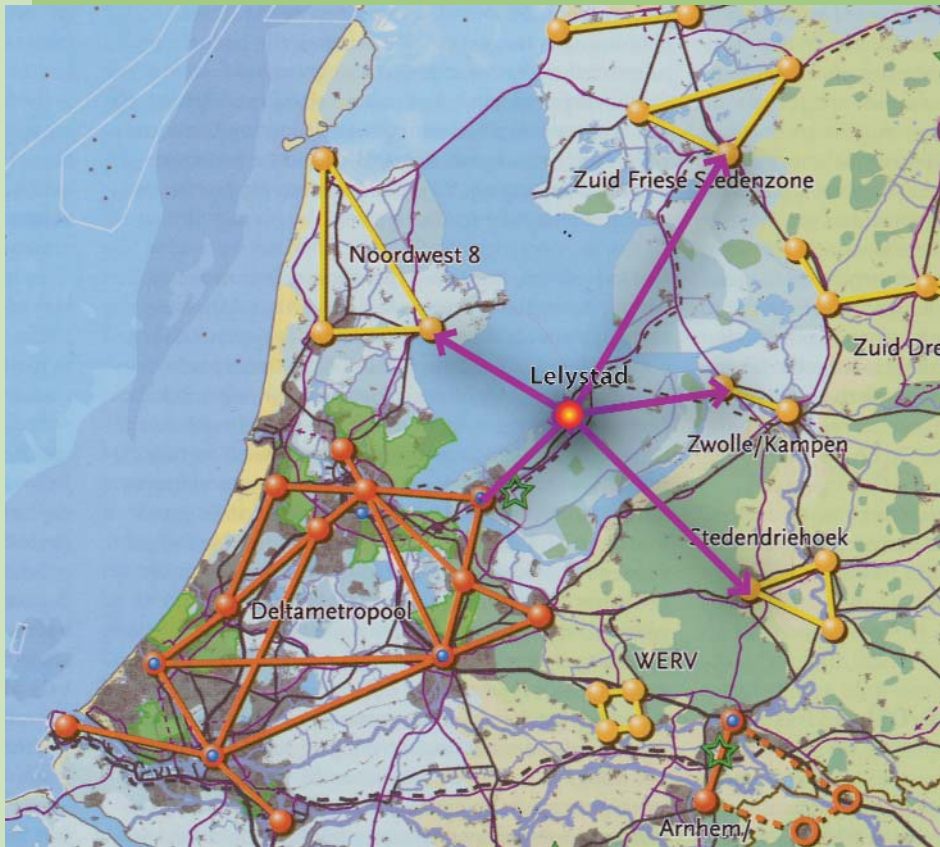 Zuid Friese Stedenzone
Noordwest 8
Zuid Dre
Lelystad
Zwolle/Kampen
Stedendriehoek
Deltametropool
WERV
Arnhem/